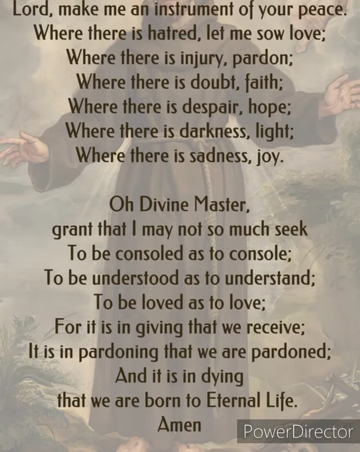 Lord, make me an instrument of your peace.
Where there is hatred, let me sow love;
Where there is injury, pardon;
Where there is doubt, faith;
Where there is despair, hope;
Where there is darkness, light;
Where there is sadness, joy.
Oh Divine Master,
grant that I may not so much seek
To be consoled as to console;
To be understood as to understand;
To be loved as to love;
For it is in giving that we receive;
It is in pardoning that we are pardoned;
And it is in dying
that we are born to Eternal Life.
Amen
PowerDirector